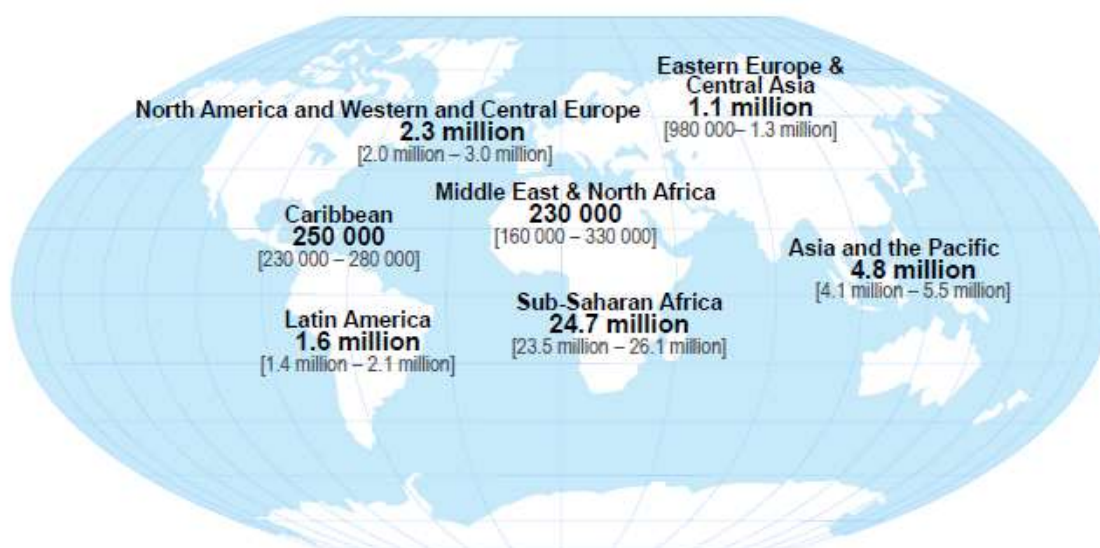 Eastern Europe &
Central Asia
1.1 million
[980 000– 1.3 million]
North America and Western and Central Europe
2.3 million
[2.0 million – 3.0 million]
Middle East & North Africa
230 000
[160 000 – 330 000]
Caribbean
250 000
[230 000 – 280 000]
Asia and the Pacific
4.8 million
[4.1 million – 5.5 million]
Sub-Saharan Africa
24.7 million
[23.5 million – 26.1 million]
Latin America
1.6 million
[1.4 million – 2.1 million]